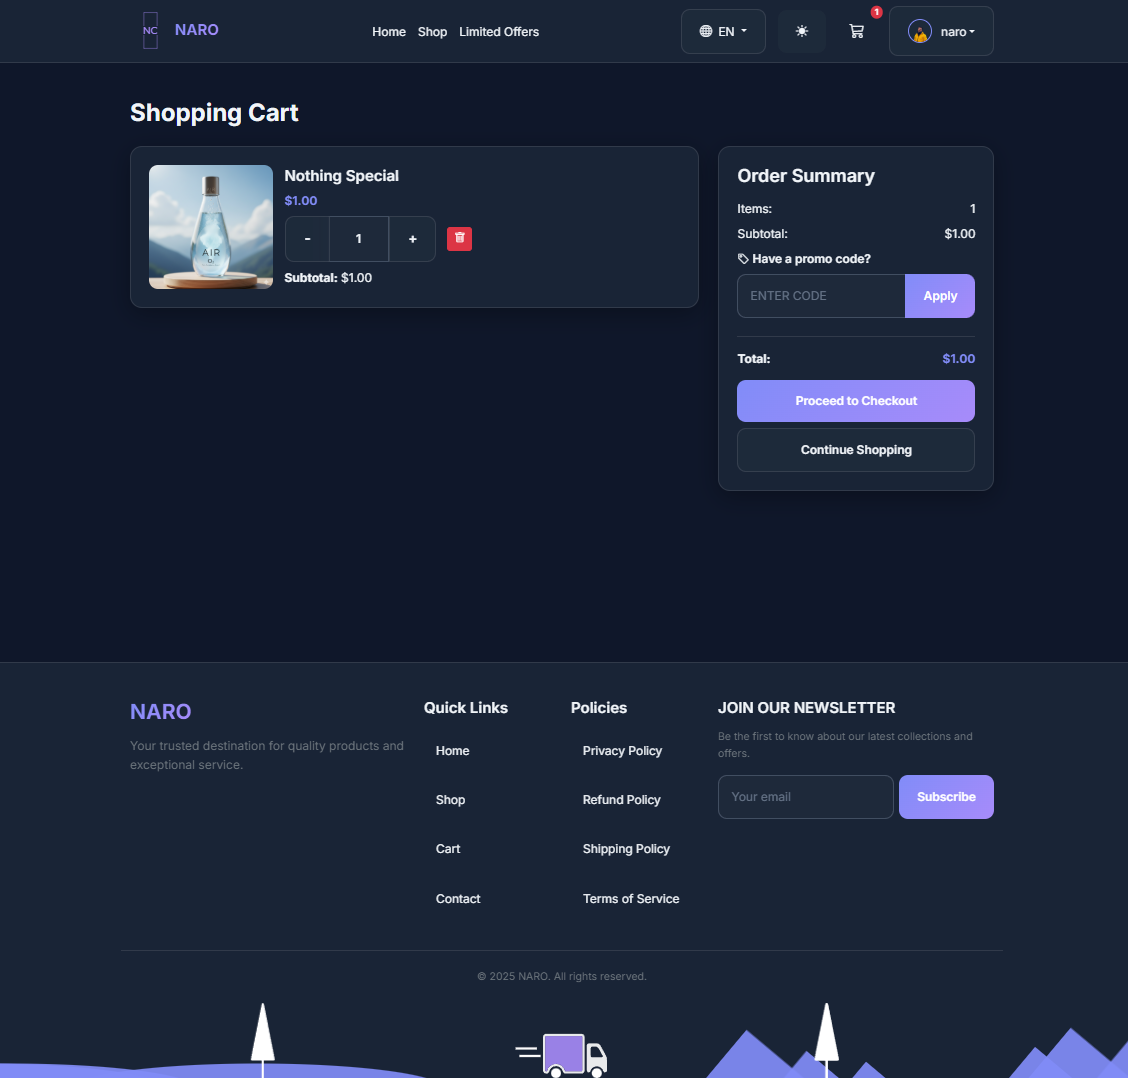 NC NARO Home Shop Limited Offers EN 1 naro
Shopping Cart
Nothing Special
$1.00
- 1 +
Subtotal: $1.00
AIR
O₂
Order Summary
Items: 1
Subtotal: $1.00
Have a promo code?
ENTER CODE Apply
Total: $1.00
Proceed to Checkout
Continue Shopping
NARO
Your trusted destination for quality products and
exceptional service.
Quick Links
Home
Shop
Cart
Contact
Policies
Privacy Policy
Refund Policy
Shipping Policy
Terms of Service
JOIN OUR NEWSLETTER
Be the first to know about our latest collections and
offers.
Your email Subscribe
© 2025 NARO. All rights reserved.